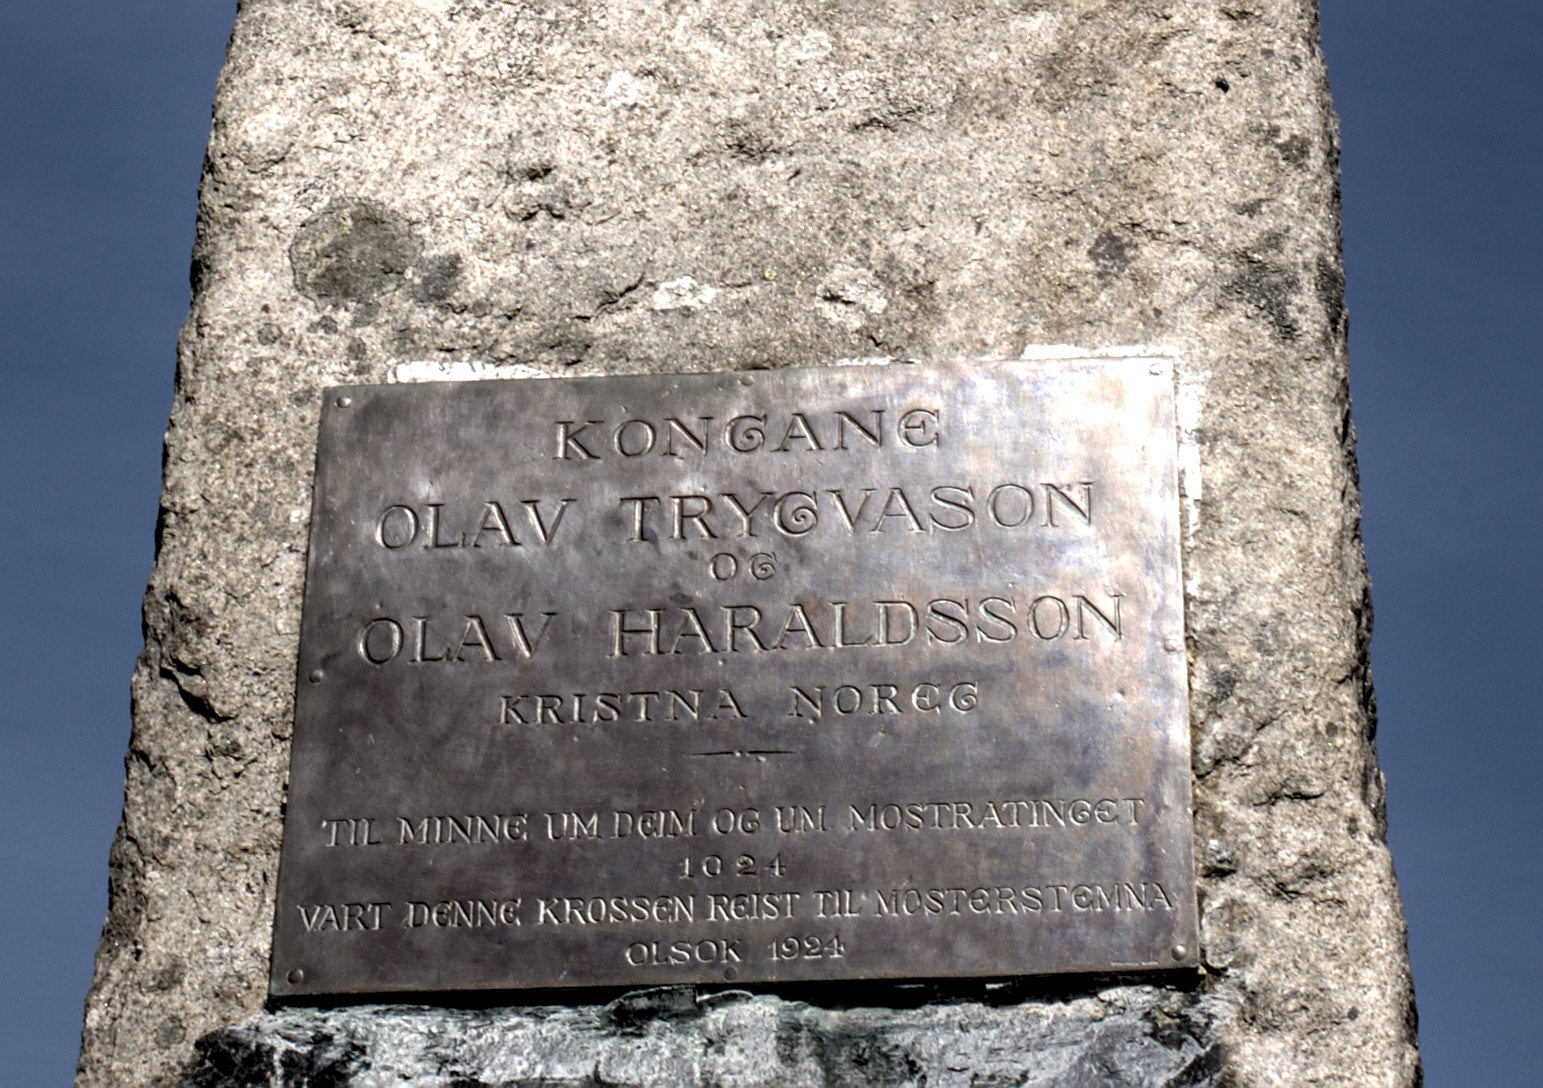 KONGANE
OLAV TRYGVASON
OG
OLAV HARALDSSON
KRISTNA NOREG
TIL MINNE UM DEIM OG UM MOSTRATINGET
1024
VART DENNE KROSSEN REIST TIL MOSTERSTEMNA
OLSOK 1924